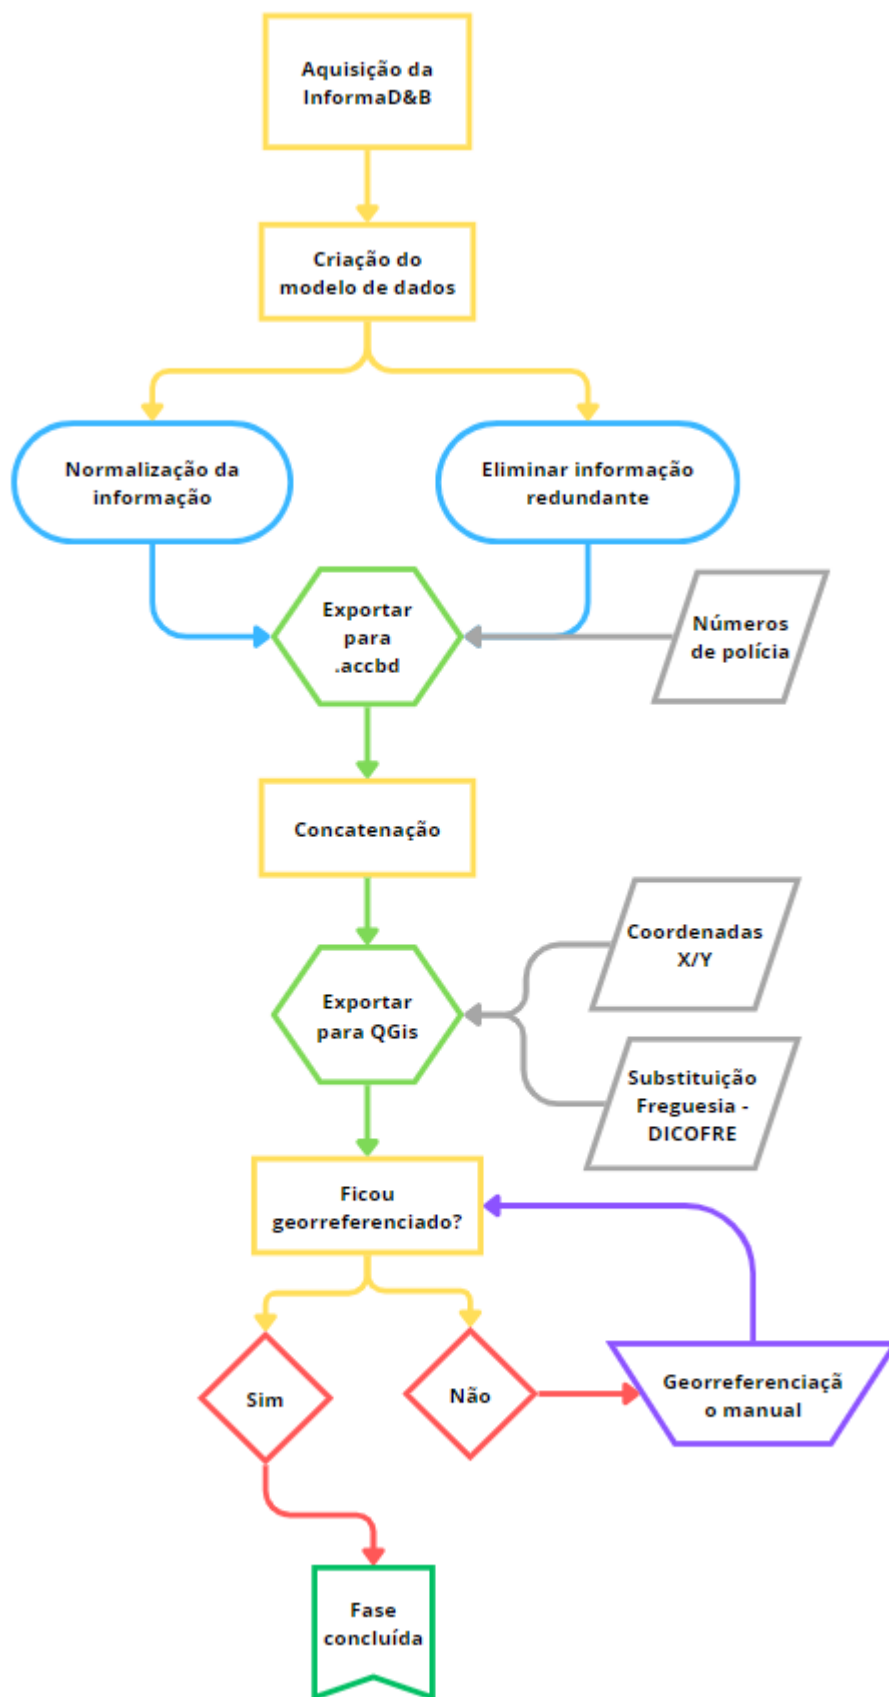 Aquisição da
InformaD&B
Criação do
modelo de dados
Normalização da
informação
Eliminar informação
redundante
Exportar
para
.accbd
Números
de polícia
Concatenação
Coordenadas
X/Y
Exportar
para QGis
Substituição
Freguesia -
DICOFRE
Ficou
georreferenciado?
Sim
Não
Georreferenciaçã
o manual
Fase
concluída